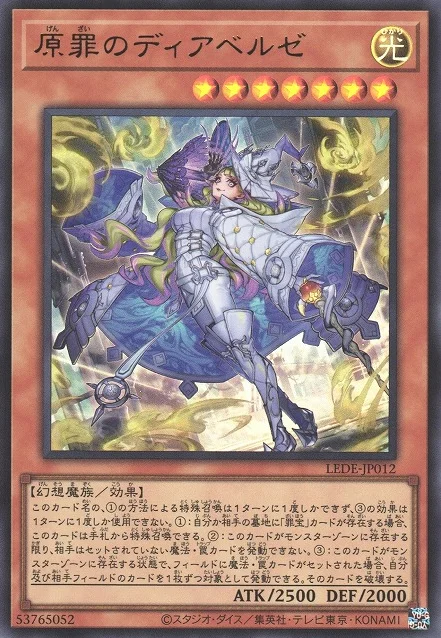 原罪のディアベルゼ
光
LEDE-JP012
【幻想魔族/効果】
このカード名の、①の方法による特殊召喚は1ターンに1度しかできず、③の効果は
1ターンに1度しか使用できない。①：自分か相手の墓地に「罪宝」カードが存在する場合、
このカードは手札から特殊召喚できる。②：このカードがモンスターゾーンに存在する
限り、相手はセットされていない魔法・罠カードを発動できない。③：このカードがモン
スターゾーンに存在する状態で、フィールドに魔法・罠カードがセットされた場合、自分
及び相手フィールドのカードを1枚ずつ対象として発動できる。そのカードを破壊する。
ATK/2500 DEF/2000
53765052
©スタジオ・ダイス/集英社・テレビ東京・KONAMI